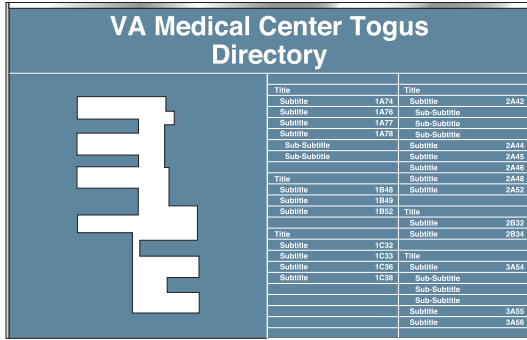 VA Medical Center Togus
Directory
Title
Subtitle 1A74
Subtitle 1A76
Subtitle 1A77
Subtitle 1A78
Sub-Subtitle
Sub-Subtitle
Title
Subtitle 1B48
Subtitle 1B49
Subtitle 1B52
Title
Subtitle 1C32
Subtitle 1C33
Subtitle 1C36
Subtitle 1C38
Title
Subtitle 2A42
Sub-Subtitle
Sub-Subtitle
Sub-Subtitle
Subtitle 2A44
Subtitle 2A45
Subtitle 2A46
Subtitle 2A48
Subtitle 2A52
Title
Subtitle 2B32
Subtitle 2B34
Title
Subtitle 3A54
Sub-Subtitle
Sub-Subtitle
Sub-Subtitle
Subtitle 3A55
Subtitle 3A56